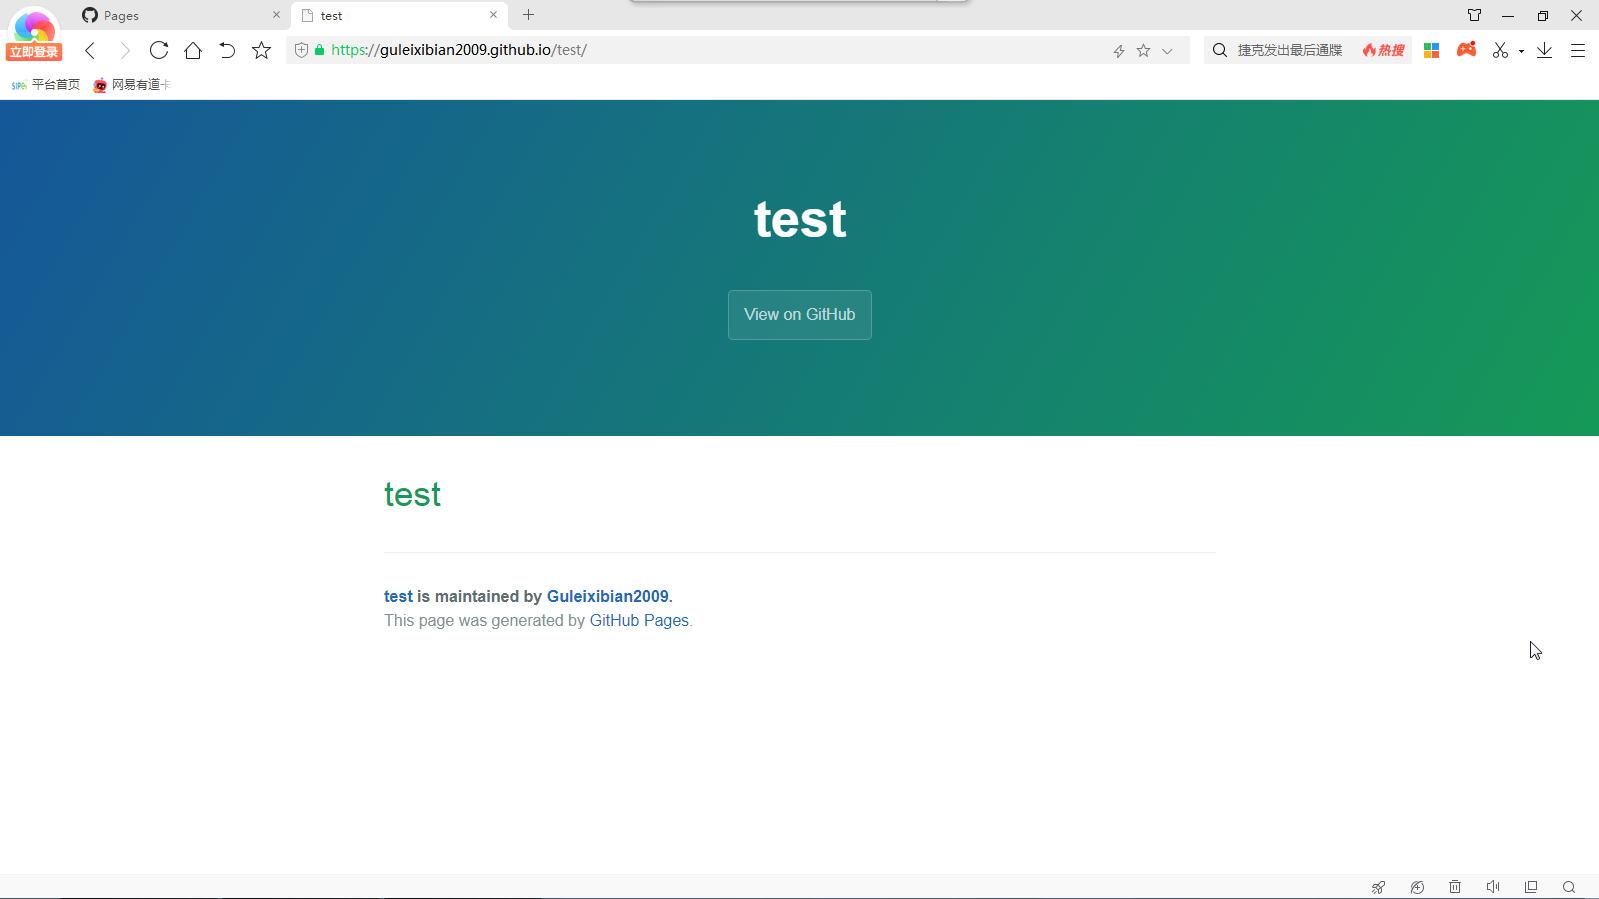 Pages
test
立即登录
https://guleixibian2009.github.io/test/
捷克发出最后通牒
热搜
平台首页
网易有道卡
test
View on GitHub
test
test is maintained by Guleixibian2009.
This page was generated by GitHub Pages.